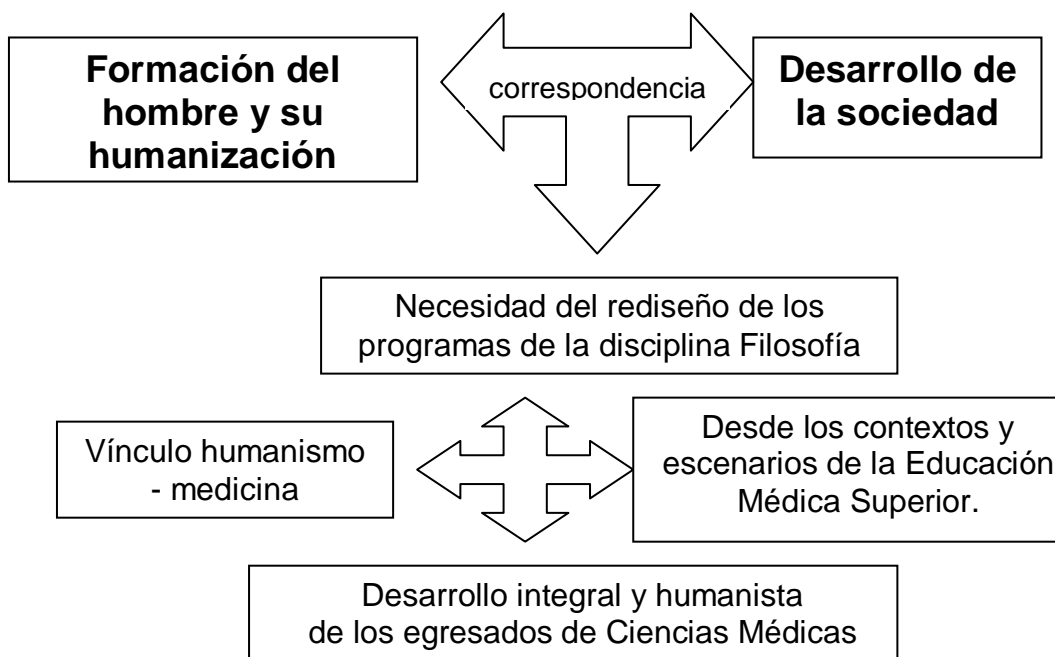 Formación del
hombre y su
humanización
correspondencia
Desarrollo de
la sociedad
Necesidad del rediseño de los
programas de la disciplina Filosofía
Vínculo humanismo
- medicina
Desde los contextos y
escenarios de la Educación
Médica Superior.
Desarrollo integral y humanista
de los egresados de Ciencias Médicas